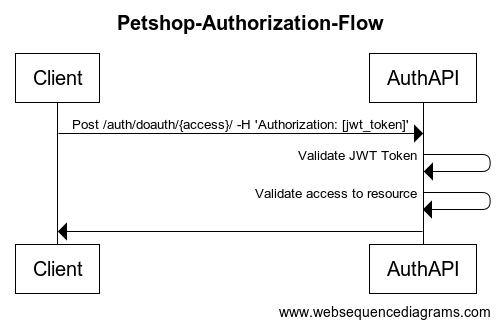 Petshop-Authorization-Flow
Client
AuthAPI
Post /auth/doauth/{access}/ -H 'Authorization: [jwt_token]'
Validate JWT Token
Validate access to resource
Client
AuthAPI
www.websequencediagrams.com